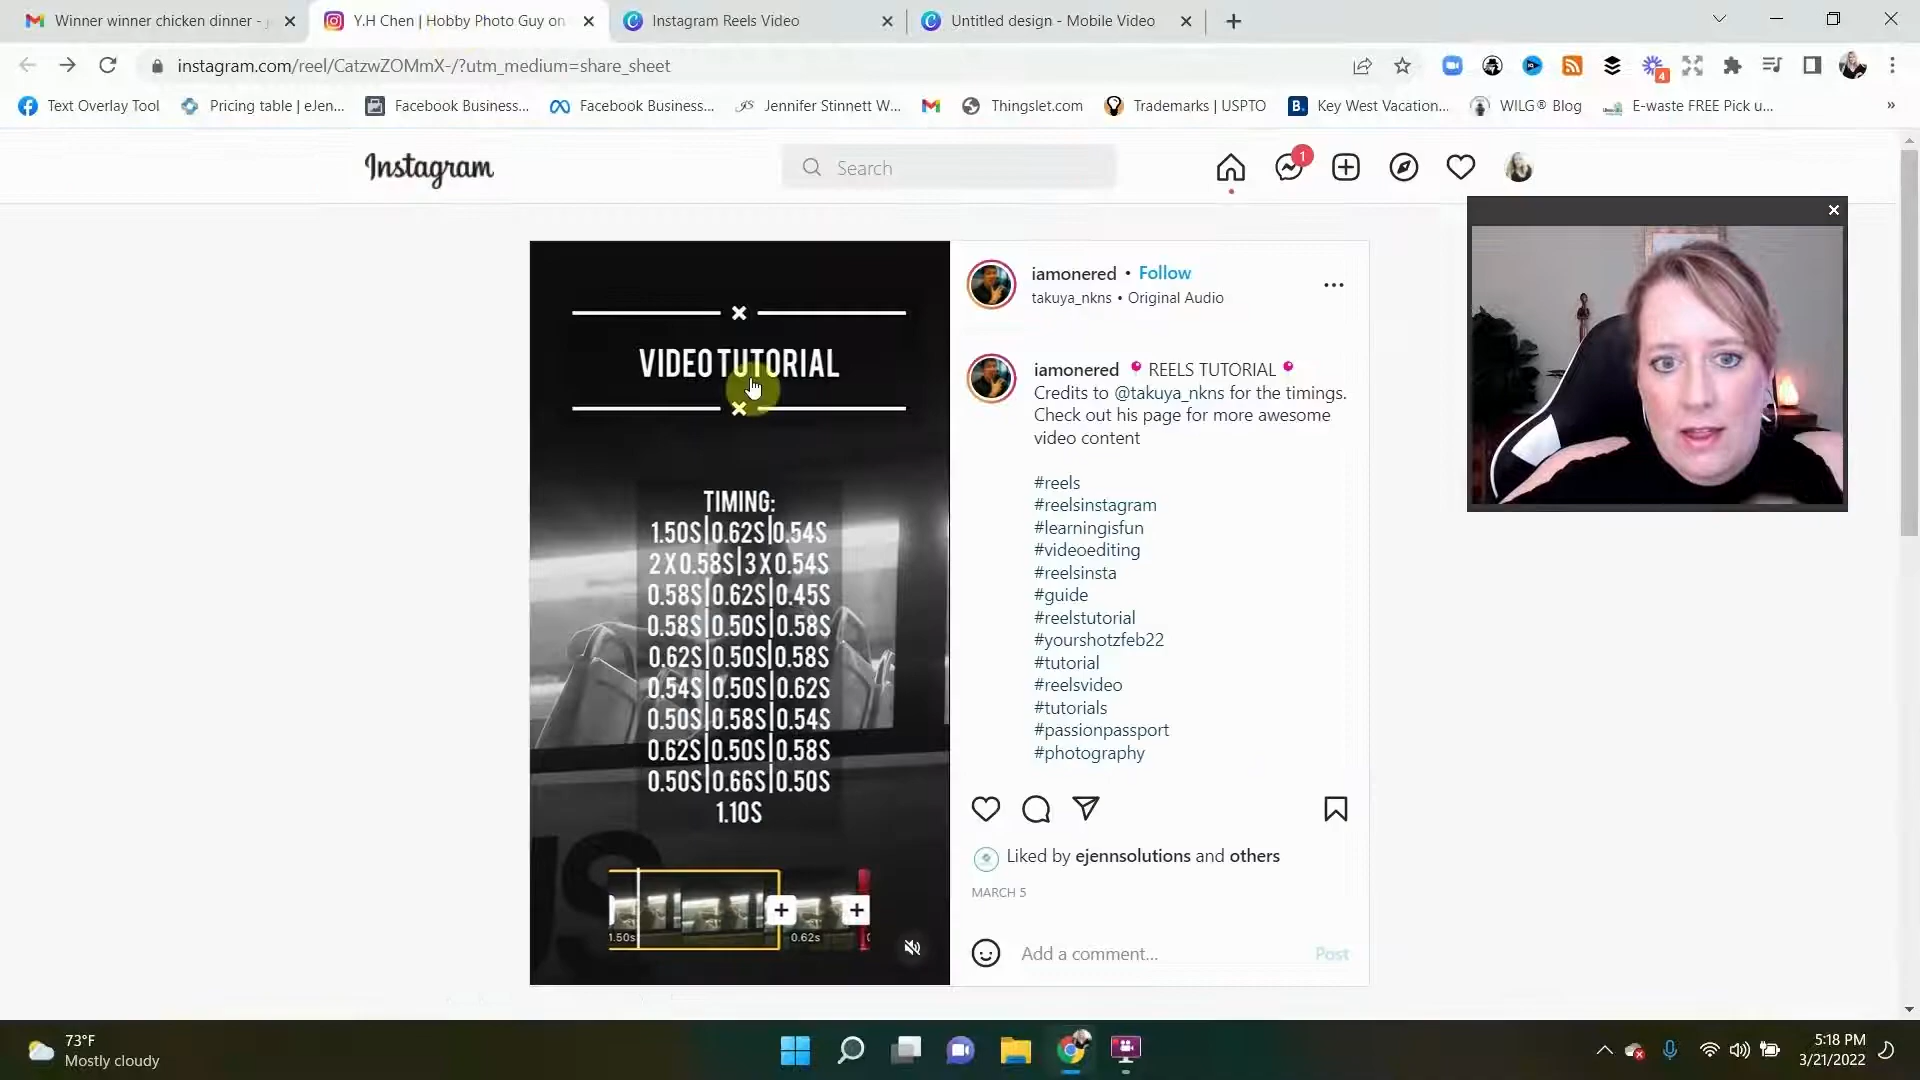 Winner winner chicken dinner -
Y.H Chen | Hobby Photo Guy on
Instagram Reels Video
Untitled design - Mobile Video
instagram.com/reel/CatzwZOMmX-/?utm_medium=share_sheet
4
Text Overlay Tool
Pricing table | eJen...
Facebook Business...
Facebook Business...
Jennifer Stinnett W...
Thingslet.com
Trademarks | USPTO
Key West Vacation...
WILG® Blog
E-waste FREE Pick u...
»
Instagram
Search
1
iamonered • Follow
takuya_nkns • Original Audio
VIDEO TUTORIAL
TIMING:
1.50S|0.62S|0.54S
2 X 0.58S|3 X 0.54S
0.58S|0.62S|0.45S
0.58S|0.50S|0.58S
0.62S|0.50S|0.58S
0.54S|0.50S|0.62S
0.50S|0.58S|0.54S
0.62S|0.50S|0.58S
0.50S|0.66S|0.50S
1.10S
1.50s
0.62s
iamonered REELS TUTORIAL
Credits to @takuya_nkns for the timings.
Check out his page for more awesome
video content
#reels
#reelsinstagram
#learningisfun
#videoediting
#reelsinsta
#guide
#reelstutorial
#yourshotzfeb22
#tutorial
#reelsvideo
#tutorials
#passionpassport
#photography
Liked by ejennsolutions and others
MARCH 5
Add a comment...
Post
73°F
Mostly cloudy
5:18 PM
3/21/2022